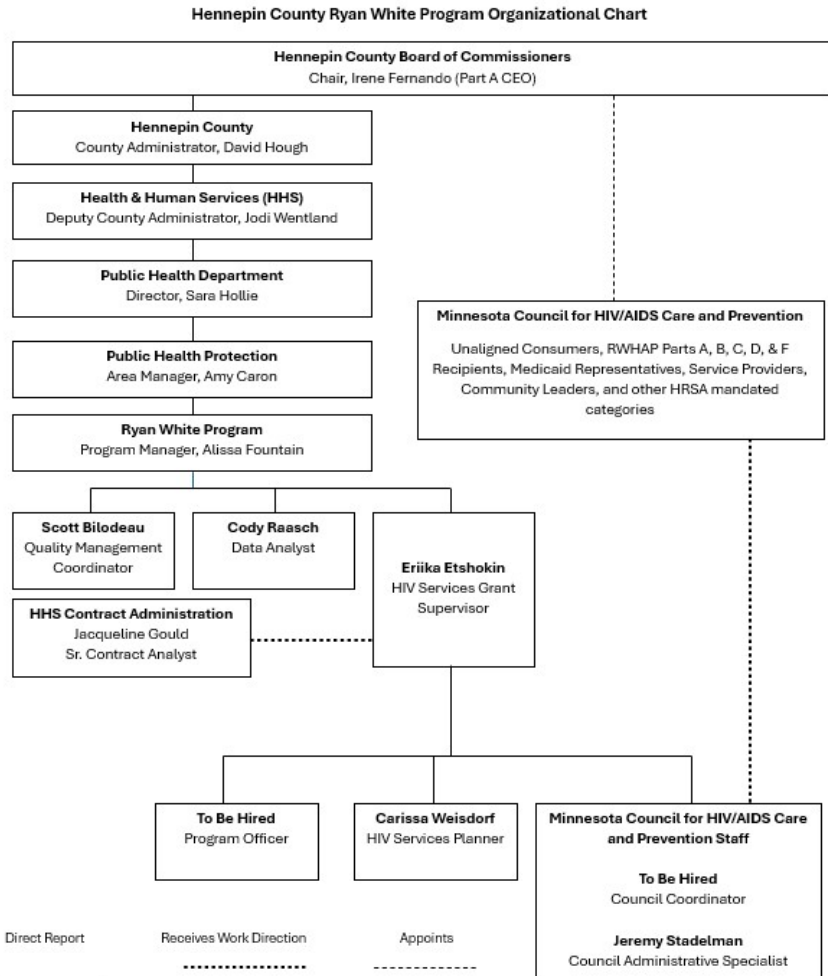 Hennepin County Ryan White Program Organizational Chart
Hennepin County Board of Commissioners
Chair, Irene Fernando (Part A CEO)
Hennepin County
County Administrator, David Hough
Health & Human Services (HHS)
Deputy County Administrator, Jodi Wentland
Public Health Department
Director, Sara Hollie
Public Health Protection
Area Manager, Amy Caron
Ryan White Program
Program Manager, Alissa Fountain
Minnesota Council for HIV/AIDS Care and Prevention
Unaligned Consumers, RWHAP Parts A, B, C, D, & F
Recipients, Medicaid Representatives, Service Providers,
Community Leaders, and other HRSA mandated
categories
Scott Bilodeau
Quality Management
Coordinator
Cody Raasch
Data Analyst
Eriika Etshokin
HIV Services Grant
Supervisor
HHS Contract Administration
Jacqueline Gould
Sr. Contract Analyst
To Be Hired
Program Officer
Carissa Weisdorf
HIV Services Planner
Minnesota Council for HIV/AIDS Care
and Prevention Staff
To Be Hired
Council Coordinator
Jeremy Stadelman
Council Administrative Specialist
Direct Report
Receives Work Direction
Appoints